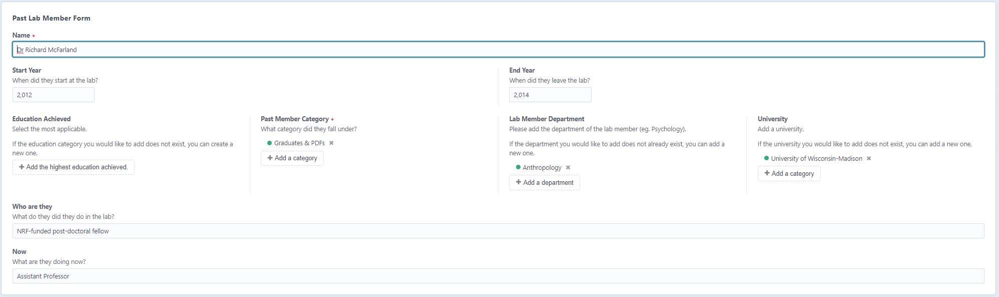 Past Lab Member Form
Name *
Dr Richard McFarland
Start Year
When did they start at the lab?
2,012
End Year
When did they leave the lab?
2,014
Education Achieved
Select the most applicable.
If the education category you would like to add does not exist, you can create a
new one.
+ Add the highest education achieved.
Past Member Category *
What category did they fall under?
Graduates & PDFs ✖
+ Add a category
Lab Member Department
Please add the department of the lab member (eg. Psychology).
If the department you would like to add does not already exist, you can add a
new one.
Anthropology ✖
+ Add a department
University
Add a university.
If the university you would like to add does not exist, you can add a new one.
University of Wisconsin-Madison ✖
+ Add a category
Who are they
What do they did they do in the lab?
NRF-funded post-doctoral fellow
Now
What are they doing now?
Assistant Professor